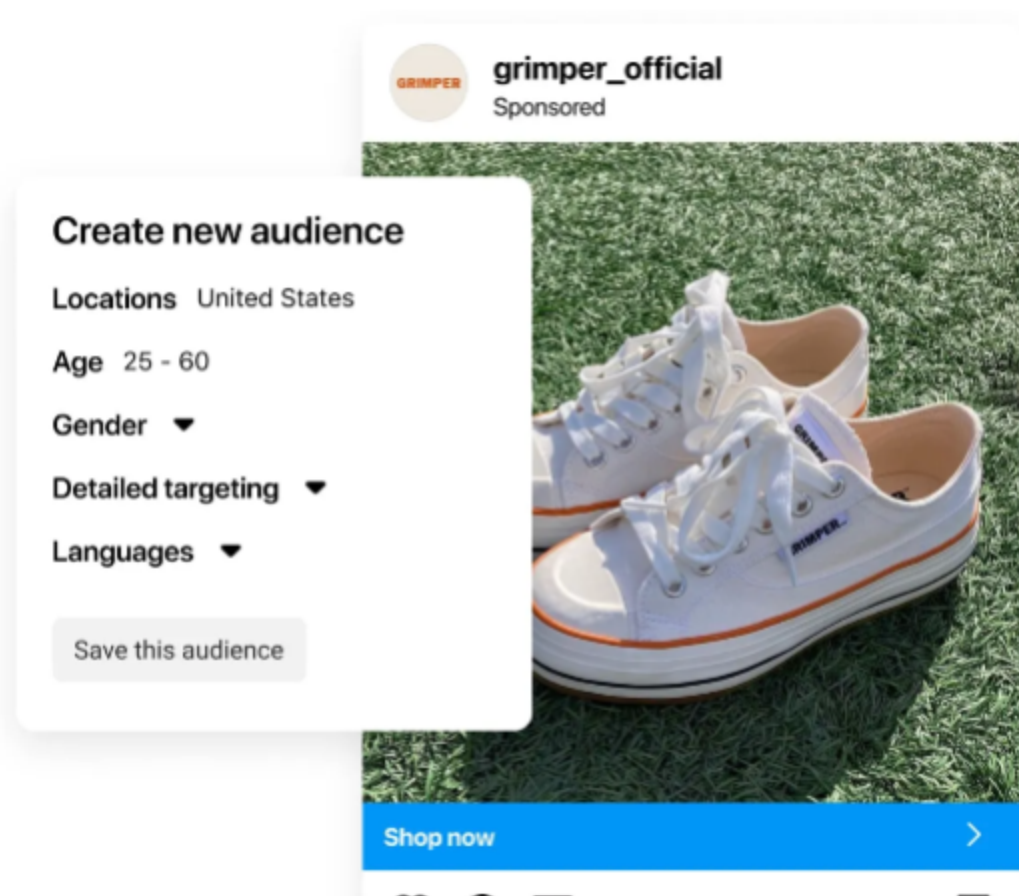 GRIMPER
grimper_official
Sponsored
Create new audience
Locations United States
Age 25 - 60
Gender
Detailed targeting
Languages
Save this audience
GRIMPER
Shop now